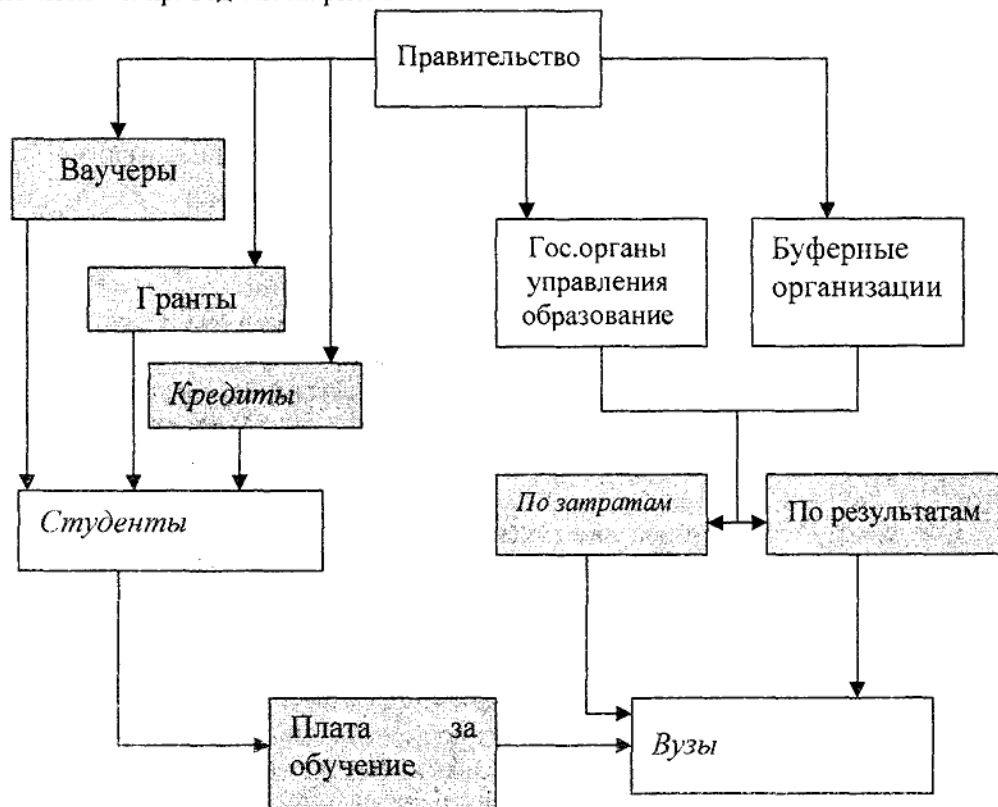 Правительство
Ваучеры
Гос.органы
управления
образование
Буферные
организации
Гранты
Кредиты
Студенты
По затратам
По результатам
Плата за
обучение
Вузы